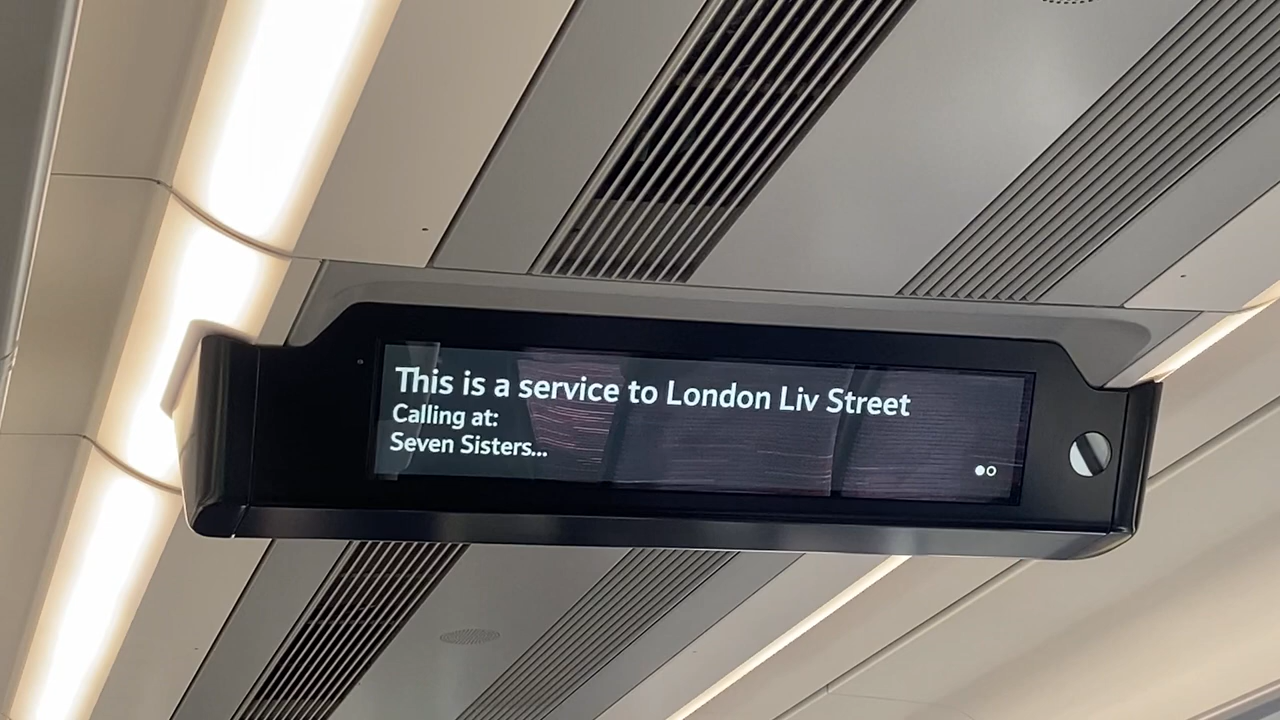 This is a service to London Liv Street
Calling at:
Seven Sisters...